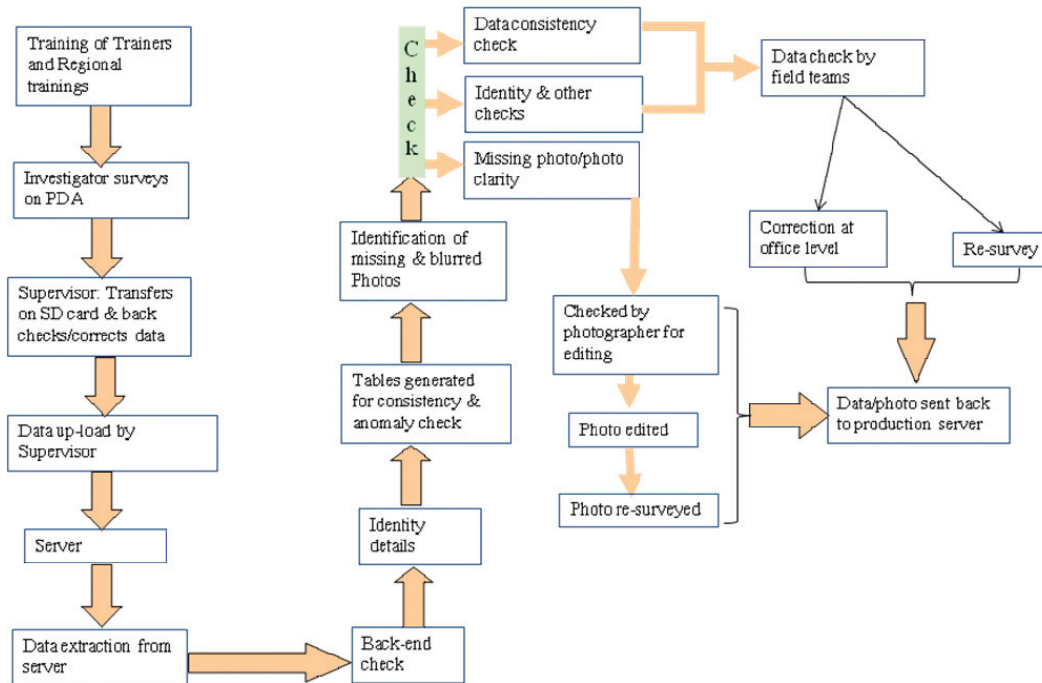 Training of Trainers
and Regional
trainings
Investigator surveys
on PDA
Supervisor: Transfers
on SD card & back
checks/corrects data
Data up-load by
Supervisor
Server
Data extraction from
server
Back-end
check
Identity
details
Tables generated
for consistency &
anomaly check
Identification of
missing & blurred
Photos
C
h
e
c
k
Data consistency
check
Identity & other
checks
Missing photo/photo
clarity
Data check by
field teams
Correction at
office level
Re-survey
Checked by
photographer for
editing
Photo edited
Photo re-surveyed
Data/photo sent back
to production server